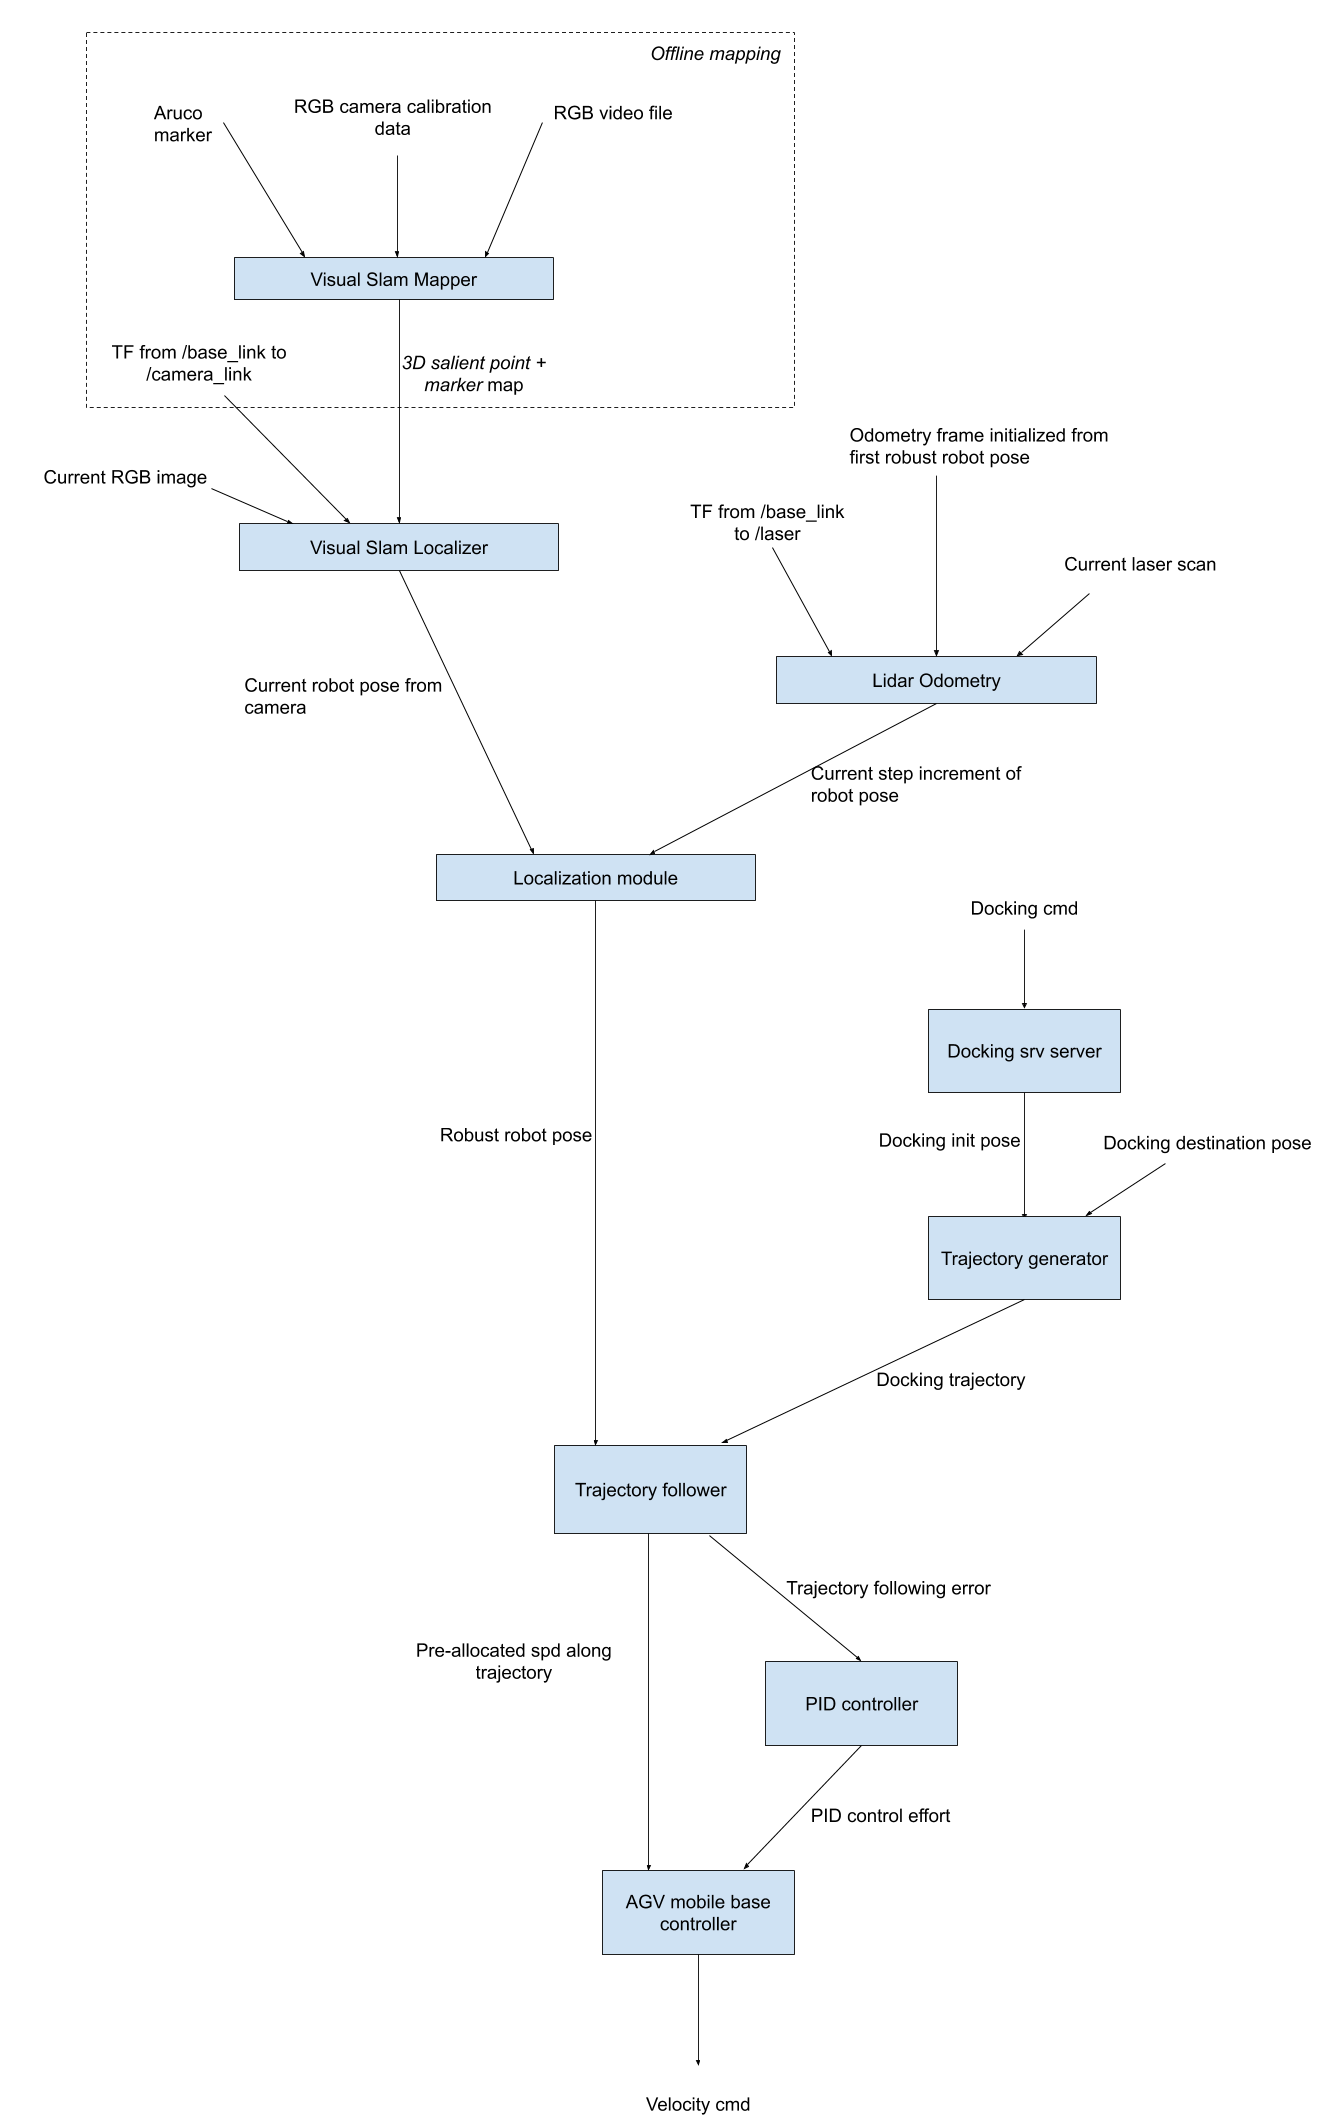 Offline mapping
Aruco
marker
RGB camera calibration
data
RGB video file
Visual Slam Mapper
TF from /base_link to
/camera_link
3D salient point +
marker map
Current RGB image
Visual Slam Localizer
Odometry frame initialized from
first robust robot pose
TF from /base_link
to /laser
Current laser scan
Lidar Odometry
Current robot pose from
camera
Current step increment of
robot pose
Localization module
Docking cmd
Docking srv server
Robust robot pose
Docking init pose
Docking destination pose
Trajectory generator
Docking trajectory
Trajectory follower
Trajectory following error
Pre-allocated spd along
trajectory
PID controller
PID control effort
AGV mobile base
controller
Velocity cmd